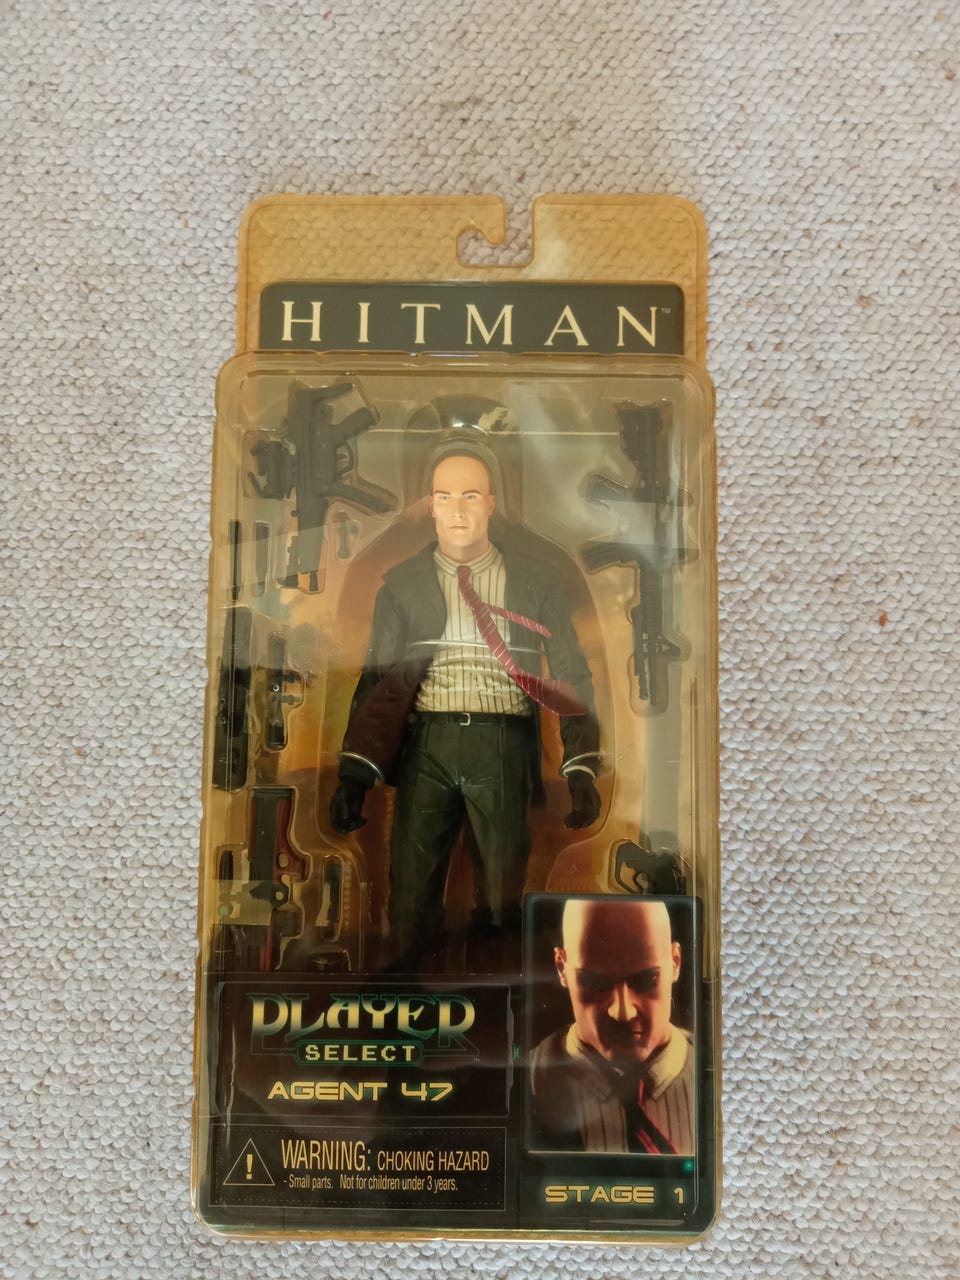 HITMAN™
PLAYER
SELECT
AGENT 47
WARNING: CHOKING HAZARD
- Small parts. Not for children under 3 years.
STAGE 1